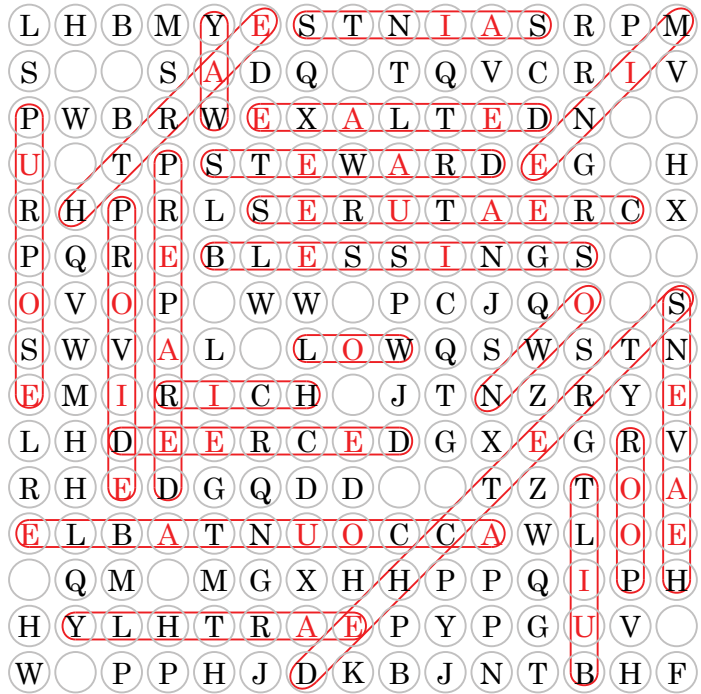 L H B M Y E S T N I A S R P M
S S A D Q T Q V C R I V
P W B R W E X A L T E D N
U T P S T E W A R D E G H
R H P R L S E R U T A E R C X
P Q R E B L E S S I N G S
O V O P W W P C J Q O S
S W V A L L O W Q S W S T N
E M I R I C H J T N Z R Y E
L H D E E R C E D G X E G R V
R H E D G Q D D T Z T O A
E L B A T N U O C C A W L O E
Q M M G X H H P P Q I P H
H Y L H T R A E P Y P G U V
W P P H J D K B J N T B H F